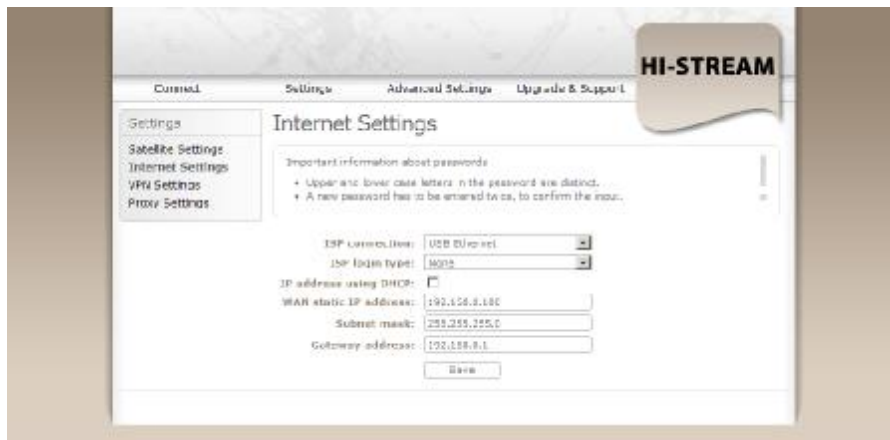 HI-STREAM
Connect Settings Advanced Settings Upgrade & Support
Settings
Satellite Settings
Internet Settings
VPN Settings
Proxy Settings
Internet Settings
Important information about passwords
• Upper and lower case letters in the password are distinct.
• A new password has to be entered twice, to confirm the input.
ISP connection: USB Ethernet
ISP login type: None
IP address using DHCP:
WAN static IP address: 192.168.0.100
Subnet mask: 255.255.255.0
Gateway address: 192.168.0.1
Save